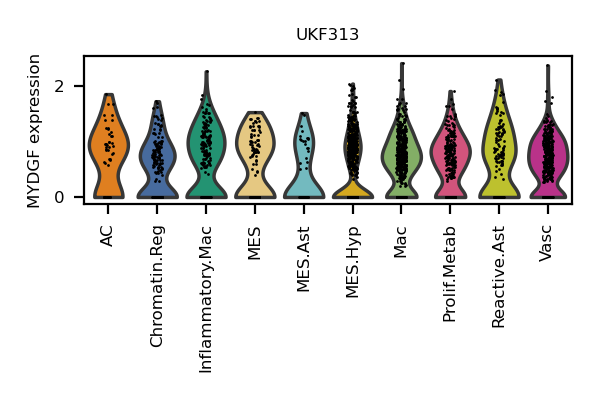 UKF313
MYDGF expression
2
0
AC
Chromatin.Reg
Inflammatory.Mac
MES
MES.Ast
MES.Hyp
Mac
Prolif.Metab
Reactive.Ast
Vasc